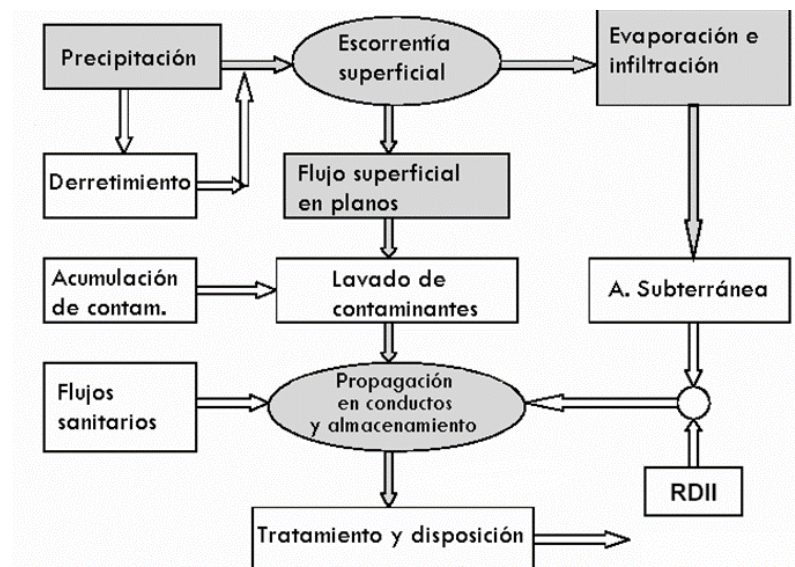 Precipitación
Escorrentía
superficial
Evaporación e
infiltración
Derretimiento
Flujo superficial
en planos
Acumulación
de contam.
Lavado de
contaminantes
A. Subterránea
Flujos
sanitarios
Propagación
en conductos
y almacenamiento
RDII
Tratamiento y disposición